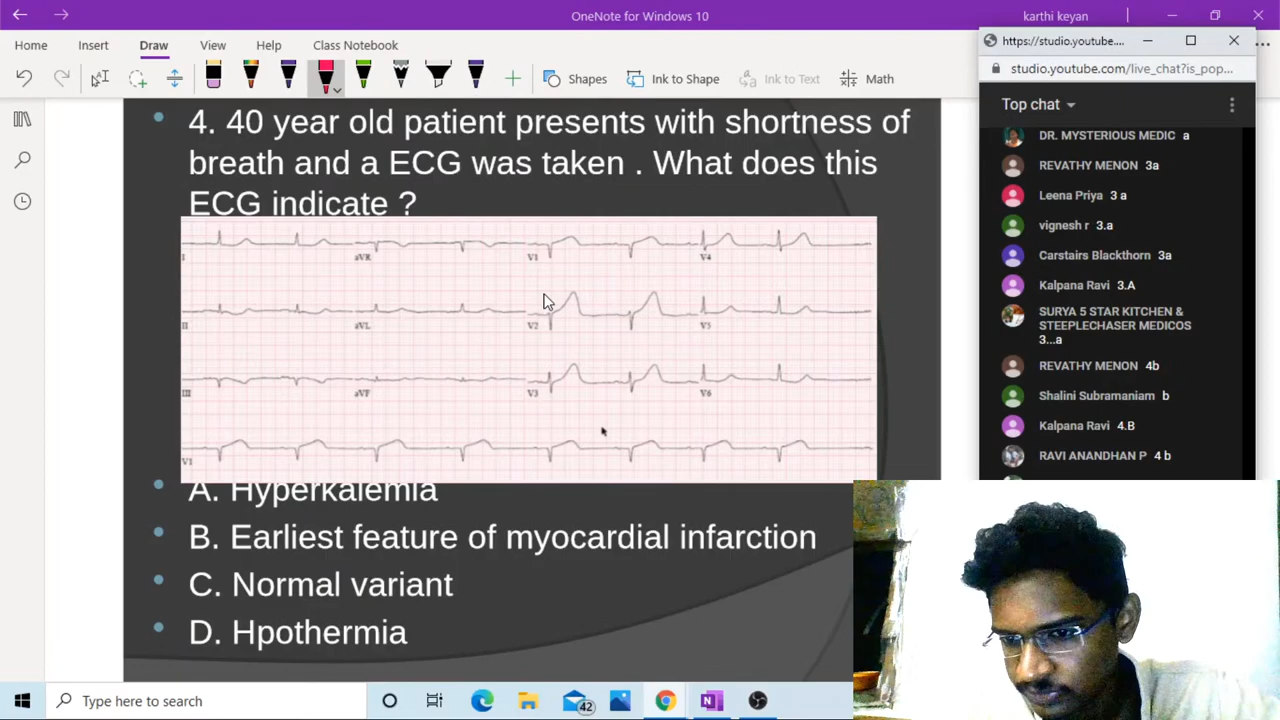 OneNote for Windows 10
karthi keyan
Home Insert Draw View Help Class Notebook
Shapes Ink to Shape Ink to Text Math
4. 40 year old patient presents with shortness of
breath and a ECG was taken . What does this
ECG indicate ?
I aVR V1 V4
II aVL V2 V5
III aVF V3 V6
V1
A. Hyperkalemia
B. Earliest feature of myocardial infarction
C. Normal variant
D. Hpothermia
https://studio.youtube....
studio.youtube.com/live_chat?is_pop...
Top chat
DR. MYSTERIOUS MEDIC a
REVATHY MENON 3a
Leena Priya 3 a
vignesh r 3.a
Carstairs Blackthorn 3a
Kalpana Ravi 3.A
SURYA 5 STAR KITCHEN &
STEEPLECHASER MEDICOS
3...a
REVATHY MENON 4b
Shalini Subramaniam b
Kalpana Ravi 4.B
RAVI ANANDHAN P 4 b
Type here to search
42